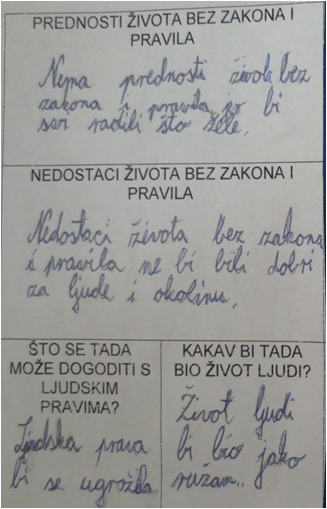 PREDNOSTI ŽIVOTA BEZ ZAKONA I
PRAVILA
Nema prednosti života bez
zakona i pravila jer bi
svi radili što žele.
NEDOSTACI ŽIVOTA BEZ ZAKONA I
PRAVILA
Nedostaci života bez zakona
i pravila ne bi bili dobri
za ljude i okolinu.
ŠTO SE TADA
MOŽE DOGODITI S
LJUDSKIM
PRAVIMA?
Ljudska prava
bi se ugrozila
KAKAV BI TADA
BIO ŽIVOT LJUDI?
Život ljudi
bi bio jako
ružam..